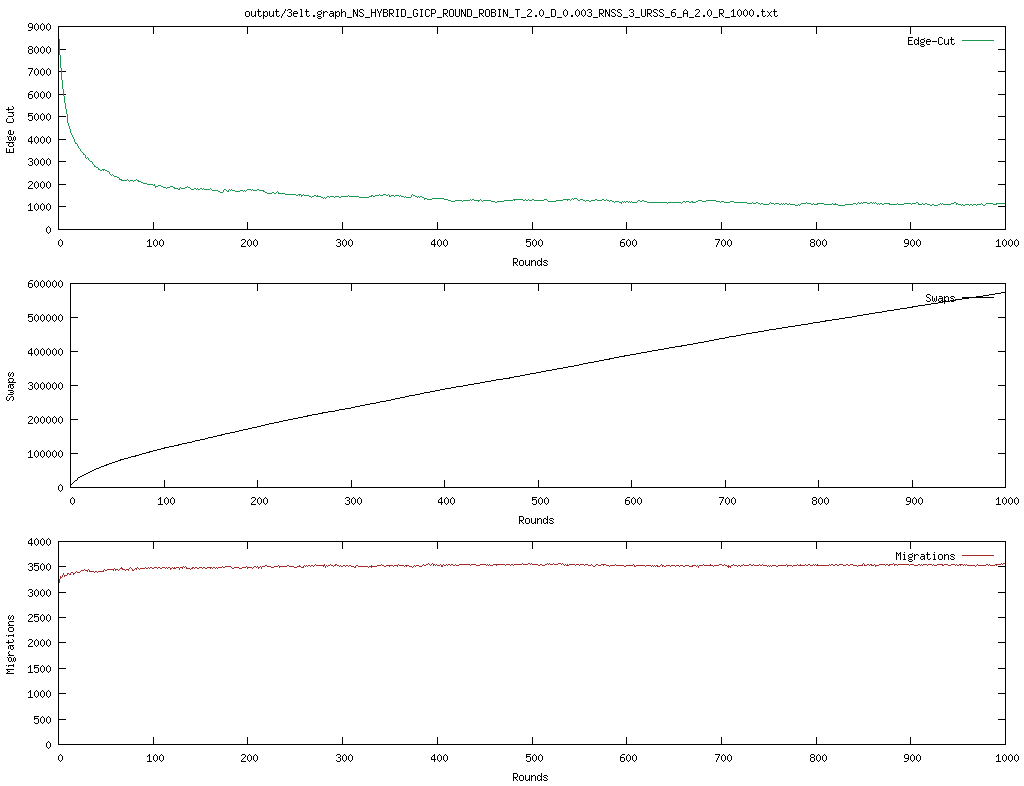 output/3elt.graph_NS_HYBRID_GICP_ROUND_ROBIN_T_2.0_D_0.003_RNSS_3_URSS_6_A_2.0_R_1000.txt
9000
8000
7000
6000
5000
4000
3000
2000
1000
0
Edge Cut
Edge-Cut
0 100 200 300 400 500 600 700 800 900 1000
Rounds
600000
500000
400000
300000
200000
100000
0
Swaps
Swaps
0 100 200 300 400 500 600 700 800 900 1000
Rounds
4000
3500
3000
2500
2000
1500
1000
500
0
Migrations
Migrations
0 100 200 300 400 500 600 700 800 900 1000
Rounds